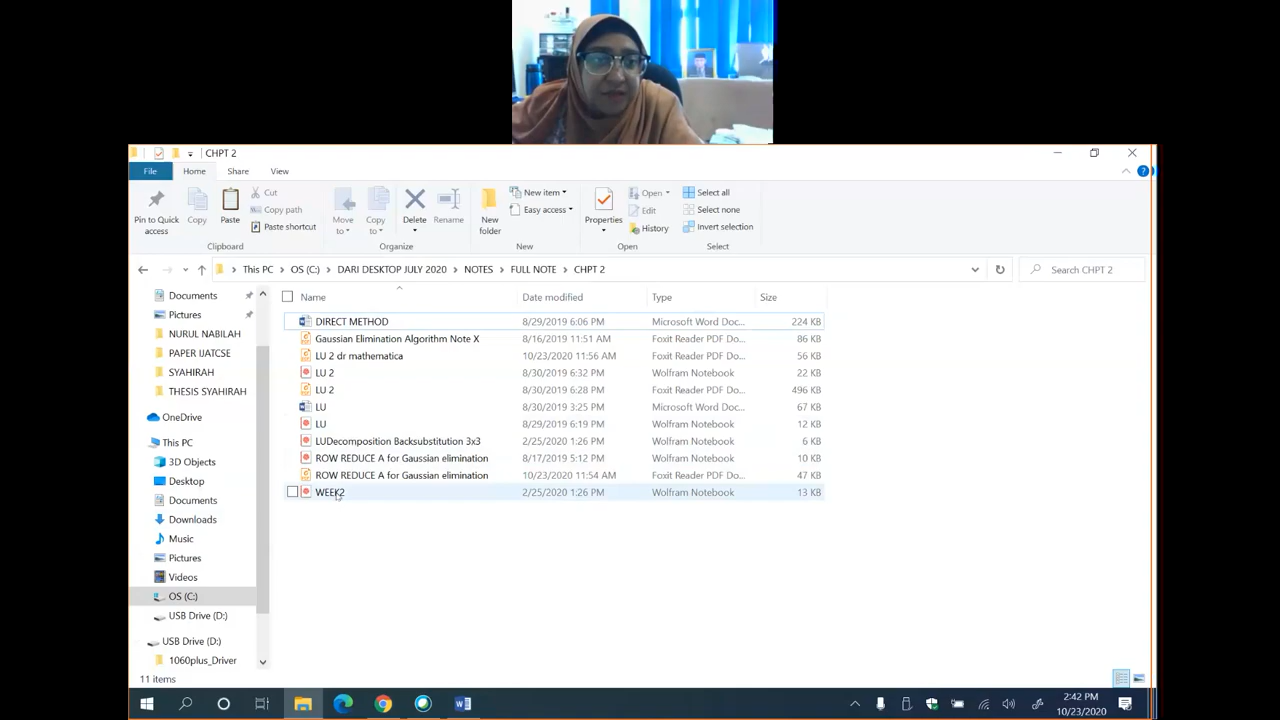 CHPT 2
File Home Share View
Pin to Quick access
Copy
Paste
Cut
Copy path
Paste shortcut
Clipboard
Move to
Copy to
Delete
Rename
Organize
New folder
New item
Easy access
New
Properties
Open
Edit
History
Open
Select all
Select none
Invert selection
Select
This PC OS (C:) DARI DESKTOP JULY 2020 NOTES FULL NOTE CHPT 2
Search CHPT 2
Documents
Pictures
NURUL NABILAH
PAPER IJATCSE
SYAHIRAH
THESIS SYAHIRAH
OneDrive
This PC
3D Objects
Desktop
Documents
Downloads
Music
Pictures
Videos
OS (C:)
USB Drive (D:)
USB Drive (D:)
1060plus_Driver
Name Date modified Type Size
DIRECT METHOD 8/29/2019 6:06 PM Microsoft Word Doc... 224 KB
Gaussian Elimination Algorithm Note X 8/16/2019 11:51 AM Foxit Reader PDF Do... 86 KB
LU 2 dr mathematica 10/23/2020 11:56 AM Foxit Reader PDF Do... 56 KB
LU 2 8/30/2019 6:32 PM Wolfram Notebook 22 KB
LU 2 8/30/2019 6:28 PM Foxit Reader PDF Do... 496 KB
LU 8/30/2019 3:25 PM Microsoft Word Doc... 67 KB
LU 8/29/2019 6:19 PM Wolfram Notebook 12 KB
LUDecomposition Backsubstitution 3x3 2/25/2020 1:26 PM Wolfram Notebook 6 KB
ROW REDUCE A for Gaussian elimination 8/17/2019 5:12 PM Wolfram Notebook 10 KB
ROW REDUCE A for Gaussian elimination 10/23/2020 11:54 AM Foxit Reader PDF Do... 47 KB
WEEK2 2/25/2020 1:26 PM Wolfram Notebook 13 KB
11 items
2:42 PM
10/23/2020